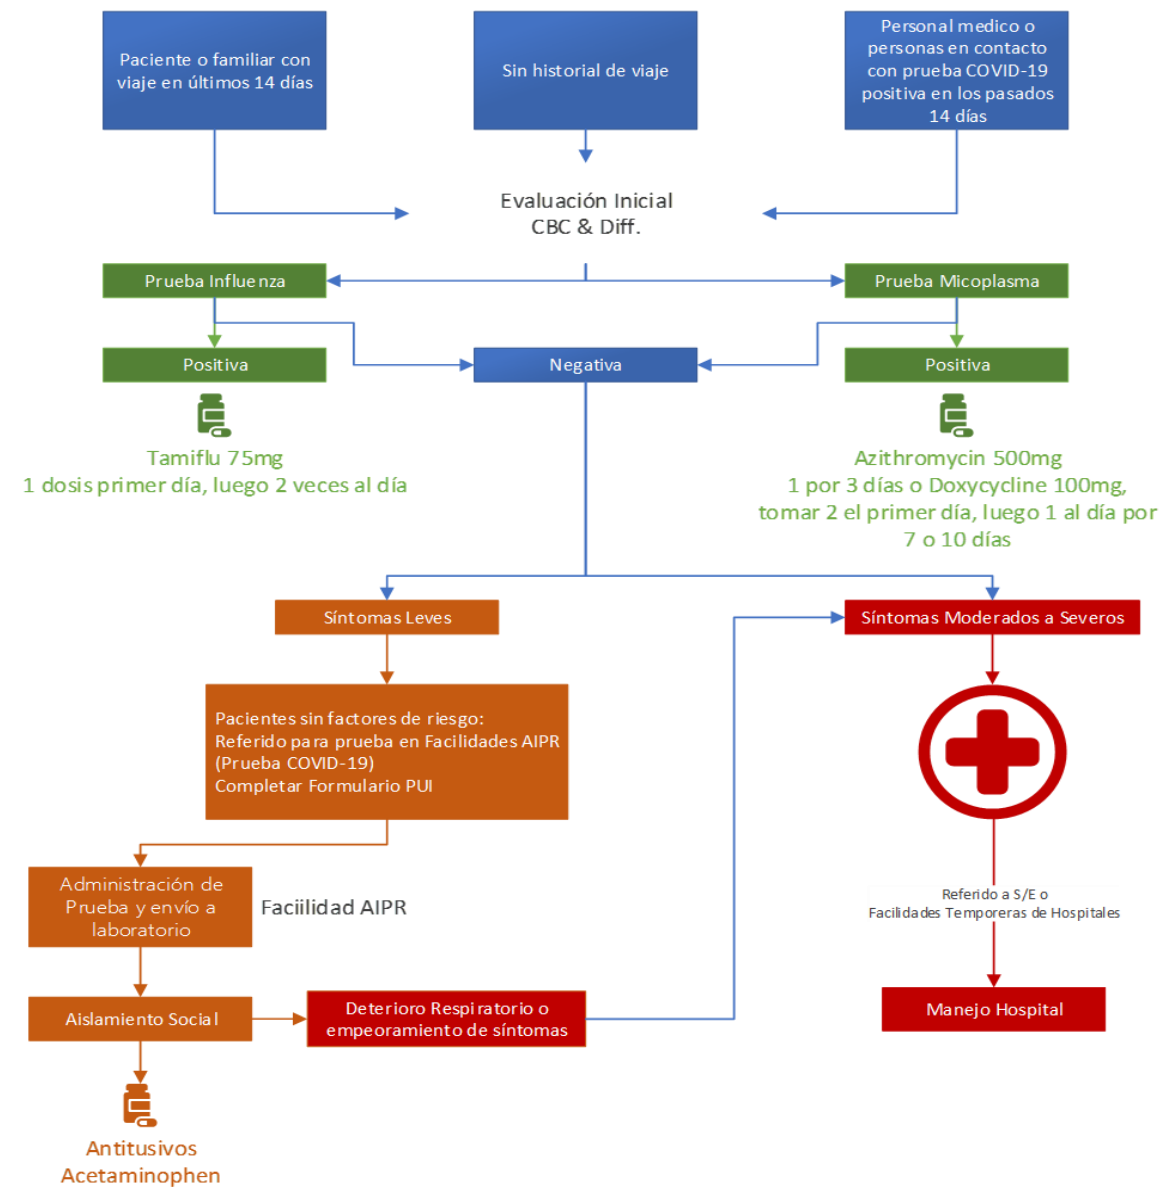 Paciente o familiar con
viaje en últimos 14 días
Sin historial de viaje
Personal medico o
personas en contacto
con prueba COVID-19
positiva en los pasados
14 días
Evaluación Inicial
CBC & Diff.
Prueba Influenza
Prueba Micoplasma
Positiva
Negativa
Positiva
Tamiflu 75mg
1 dosis primer día, luego 2 veces al día
Azithromycin 500mg
1 por 3 días o Doxycycline 100mg,
tomar 2 el primer día, luego 1 al día por
7 o 10 días
Síntomas Leves
Síntomas Moderados a Severos
Pacientes sin factores de riesgo:
Referido para prueba en Facilidades AIPR
(Prueba COVID-19)
Completar Formulario PUI
Administración de
Prueba y envío a
laboratorio
Faciilidad AIPR
Referido a S/E o
Facilidades Temporeras de Hospitales
Aislamiento Social
Deterioro Respiratorio o
empeoramiento de síntomas
Manejo Hospital
Antitusivos
Acetaminophen